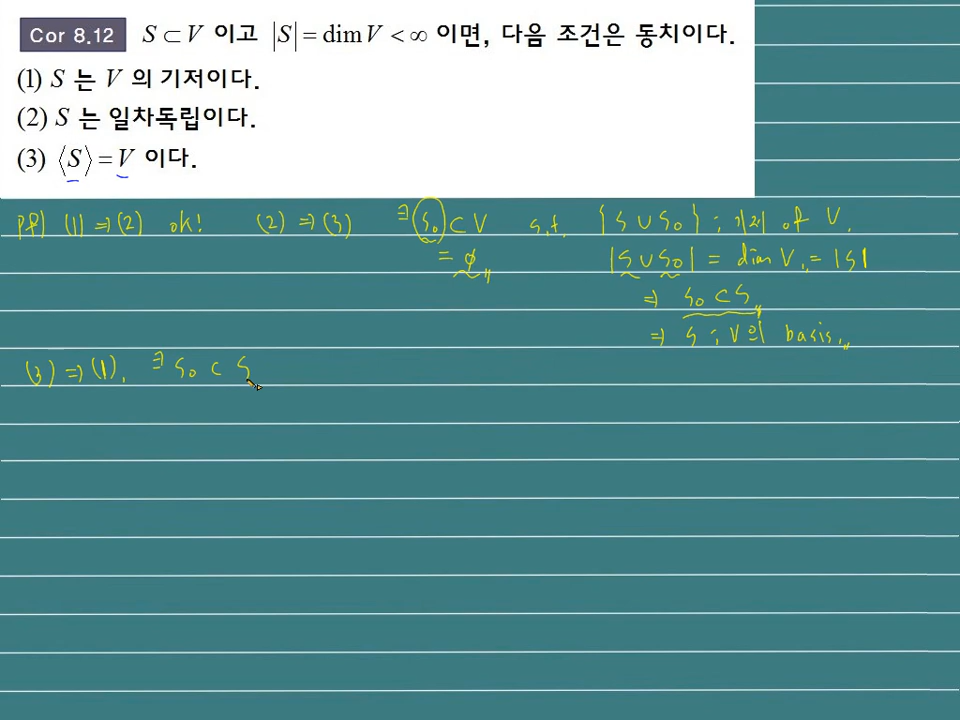 Cor 8.12 S ⊂ V 이고 |S| = dim V < ∞ 이면, 다음 조건은 동치이다.
(1) S 는 V 의 기저이다.
(2) S 는 일차독립이다.
(3) ⟨S⟩ = V 이다.
pf) (1) ⇒ (2) ok! (2) ⇒ (3) ∃ S₀ ⊂ V s.t. {S ∪ S₀} : 기저 of V.
= ∅ |S ∪ S₀| = dim V. = |S|
⇒ S₀ ⊂ S
⇒ S : V의 basis.
(3) ⇒ (1). ∃ S₀ ⊂ S